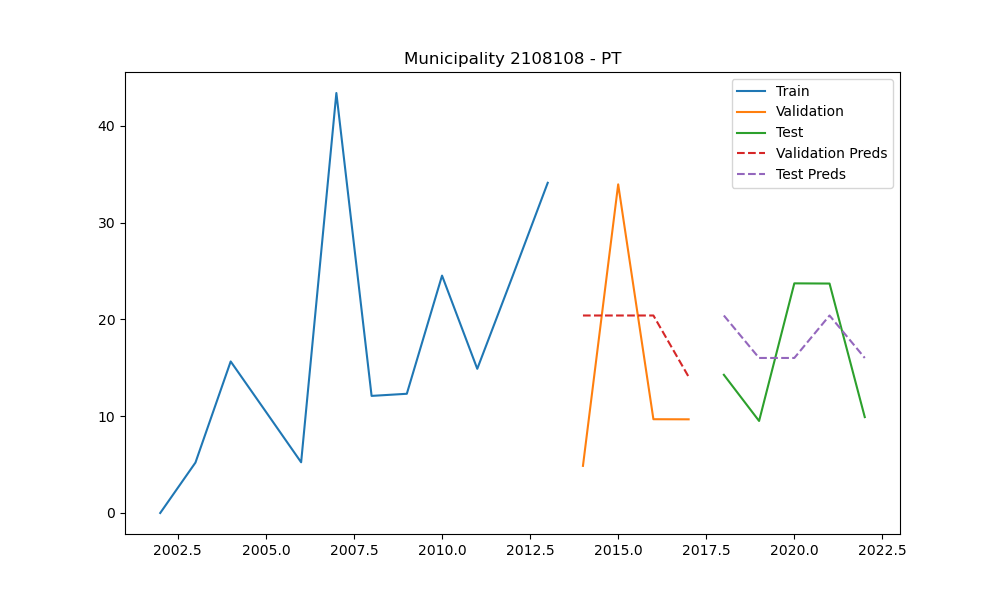 Municipality 2108108 - PT
Train
Validation
Test
Validation Preds
Test Preds
40
30
20
10
0
2002.5 2005.0 2007.5 2010.0 2012.5 2015.0 2017.5 2020.0 2022.5